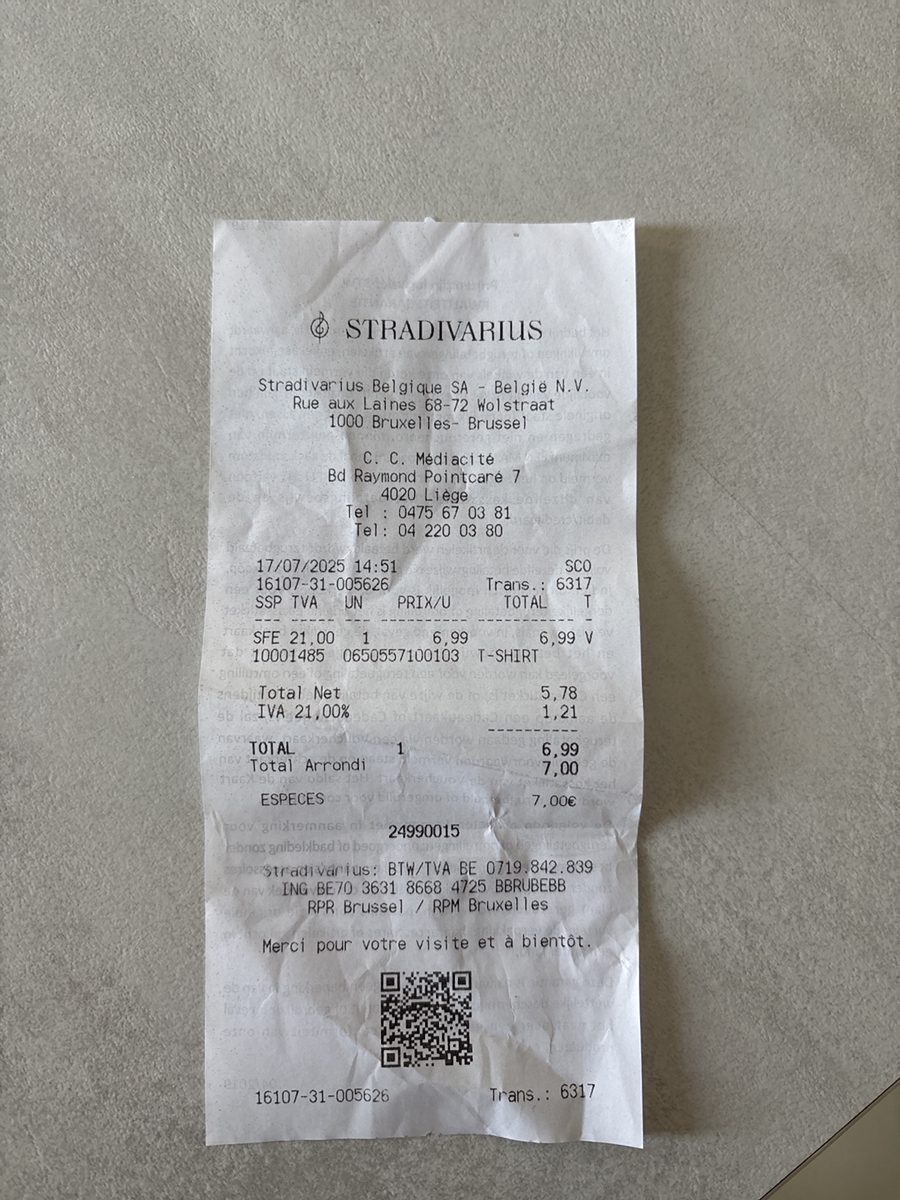 STRADIVARIUS
Stradivarius Belgique SA - België N.V.
Rue aux Laines 68-72 Wolstraat
1000 Bruxelles- Brussel
C. C. Médiacité
Bd Raymond Pointcaré 7
4020 Liège
Tel : 0475 67 03 81
Tel: 04 220 03 80
17/07/2025 14:51 SCO
16107-31-005626 Trans.: 6317
SSP TVA UN PRIX/U TOTAL T
SFE 21,00 1 6,99 6,99 V
10001485 0650557100103 T-SHIRT
Total Net 5,78
IVA 21,00% 1,21
TOTAL 1 6,99
Total Arrondi 7,00
ESPECES 7,00€
24990015
Stradivarius: BTW/TVA BE 0719.842.839
ING BE70 3631 8668 4725 BBRUBEBB
RPR Brussel / RPM Bruxelles
Merci pour votre visite et à bientôt.
16107-31-005626 Trans.: 6317